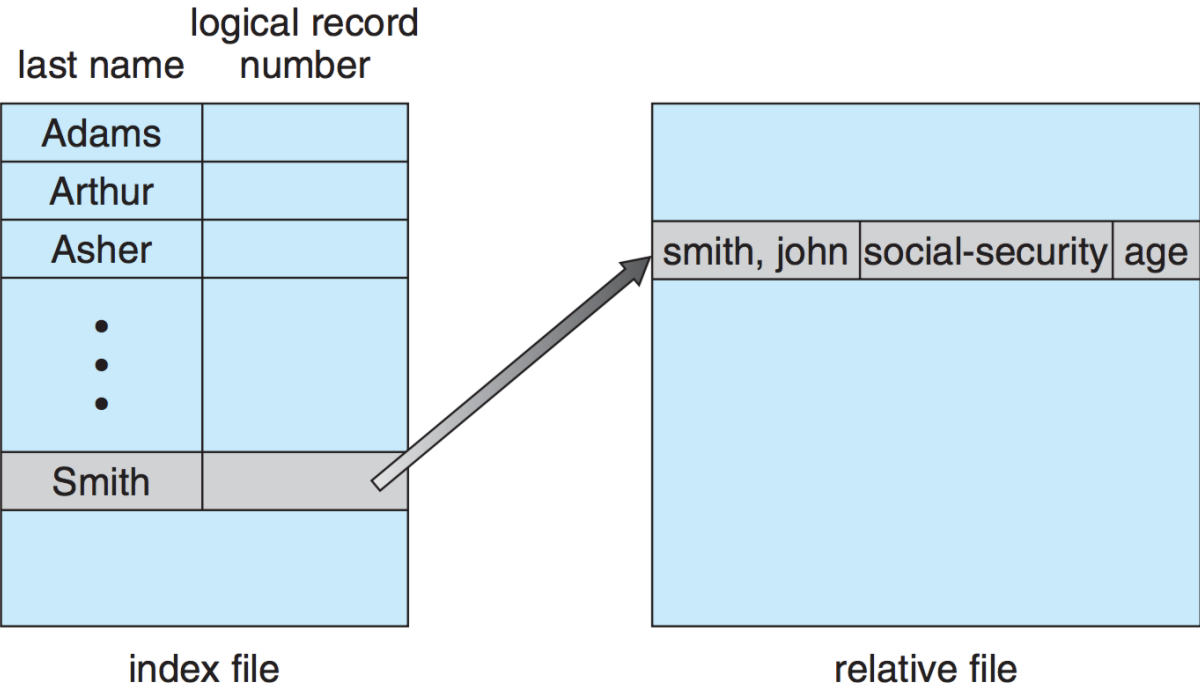 logical record
last name number
Adams
Arthur
Asher
Smith
smith, john social-security age
index file
relative file